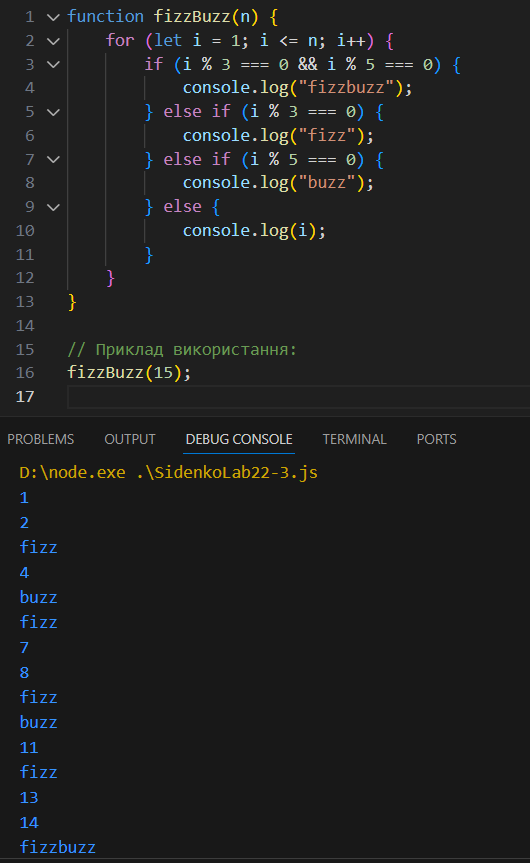 1 function fizzBuzz(n) {
2 for (let i = 1; i <= n; i++) {
3 if (i % 3 === 0 && i % 5 === 0) {
4 console.log("fizzbuzz");
5 } else if (i % 3 === 0) {
6 console.log("fizz");
7 } else if (i % 5 === 0) {
8 console.log("buzz");
9 } else {
10 console.log(i);
11 }
12 }
13 }
14
15 // Приклад використання:
16 fizzBuzz(15);
17
PROBLEMS OUTPUT DEBUG CONSOLE TERMINAL PORTS
D:\node.exe .\SidenkoLab22-3.js
1
2
fizz
4
buzz
fizz
7
8
fizz
buzz
11
fizz
13
14
fizzbuzz